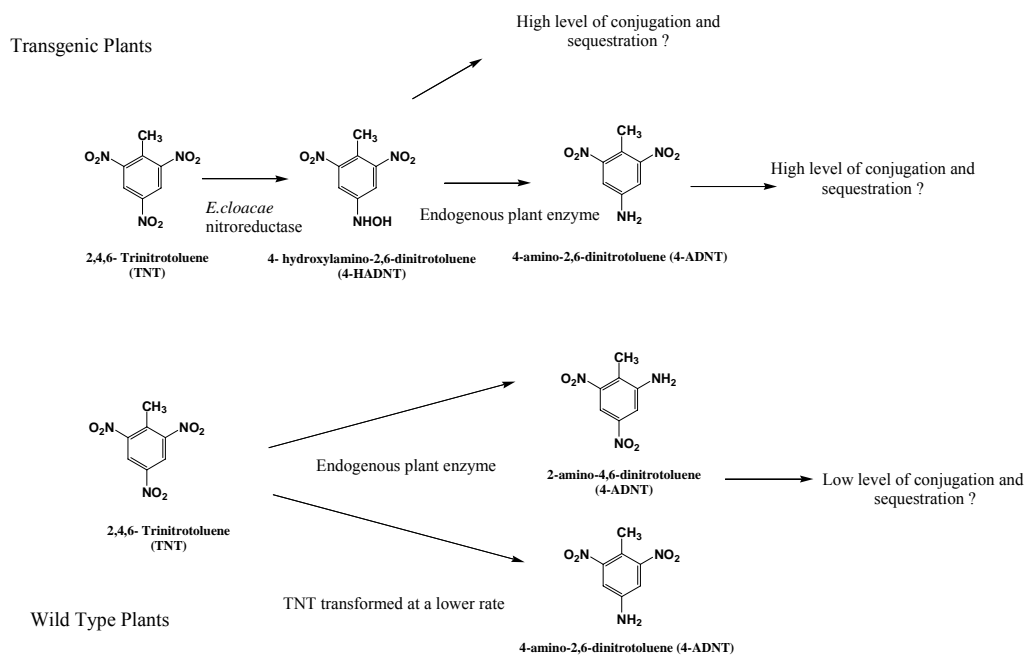 High level of conjugation and
sequestration ?
Transgenic Plants
CH3
O2N
NO2
NO2
E.cloacae
nitroreductase
2,4,6- Trinitrotoluene
(TNT)
CH3
O2N
NO2
NHOH
4- hydroxylamino-2,6-dinitrotoluene
(4-HADNT)
Endogenous plant enzyme
CH3
O2N
NO2
NH2
4-amino-2,6-dinitrotoluene (4-ADNT)
High level of conjugation and
sequestration ?
CH3
O2N
NO2
NO2
2,4,6- Trinitrotoluene
(TNT)
Endogenous plant enzyme
CH3
O2N
NH2
NO2
2-amino-4,6-dinitrotoluene
(4-ADNT)
Low level of conjugation and
sequestration ?
TNT transformed at a lower rate
CH3
O2N
NO2
NH2
4-amino-2,6-dinitrotoluene (4-ADNT)
Wild Type Plants